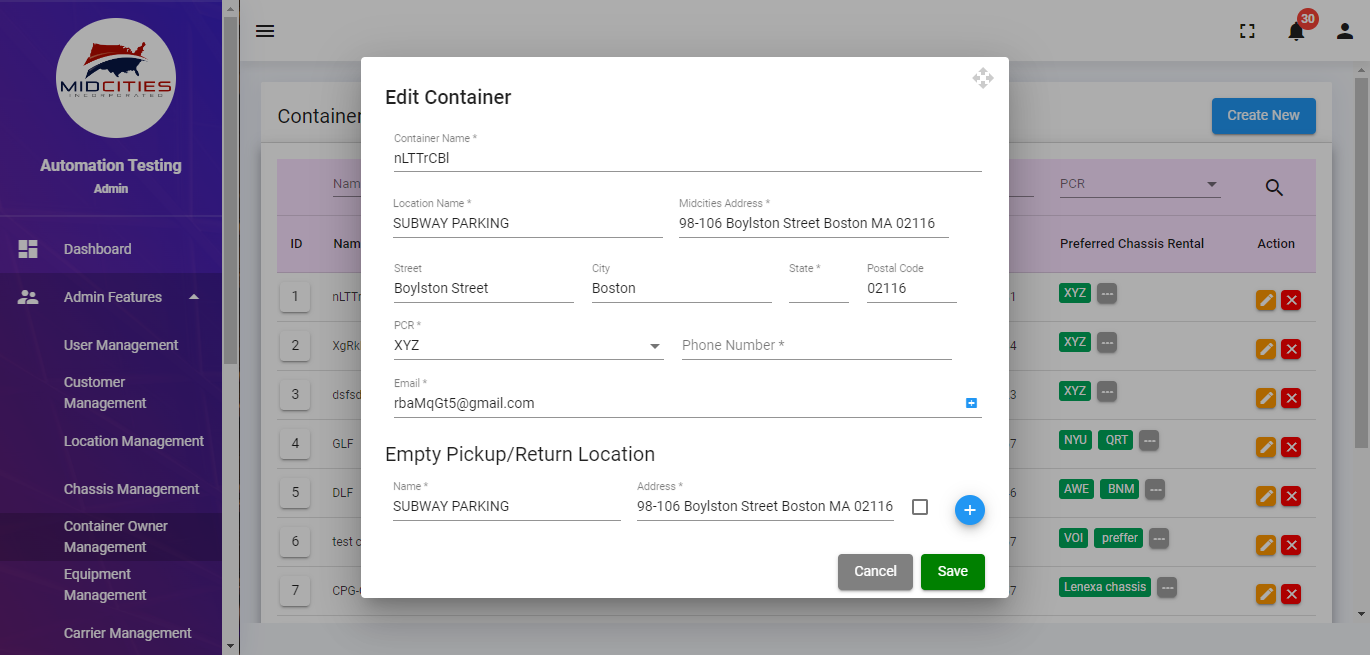 MIDCITIES
INCORPORATED
Automation Testing
Admin
Dashboard
Admin Features
User Management
Customer
Management
Location Management
Chassis Management
Container Owner
Management
Equipment
Management
Carrier Management
30
Container
Create New
Nam
PCR
ID
Nam
Preferred Chassis Rental
Action
1
nLTTr
1
XYZ
---
2
XgRk
4
XYZ
---
3
dsfsd
3
XYZ
---
4
GLF
7
NYU
QRT
---
5
DLF
6
AWE
BNM
---
6
test c
7
VOI
preffer
---
7
CPG-
7
Lenexa chassis
---
Edit Container
Container Name *
nLTTrCBl
Location Name *
SUBWAY PARKING
Midcities Address *
98-106 Boylston Street Boston MA 02116
Street
Boylston Street
City
Boston
State *
Postal Code
02116
PCR *
XYZ
Phone Number *
Email *
rbaMqGt5@gmail.com
Empty Pickup/Return Location
Name *
SUBWAY PARKING
Address *
98-106 Boylston Street Boston MA 02116
Cancel
Save